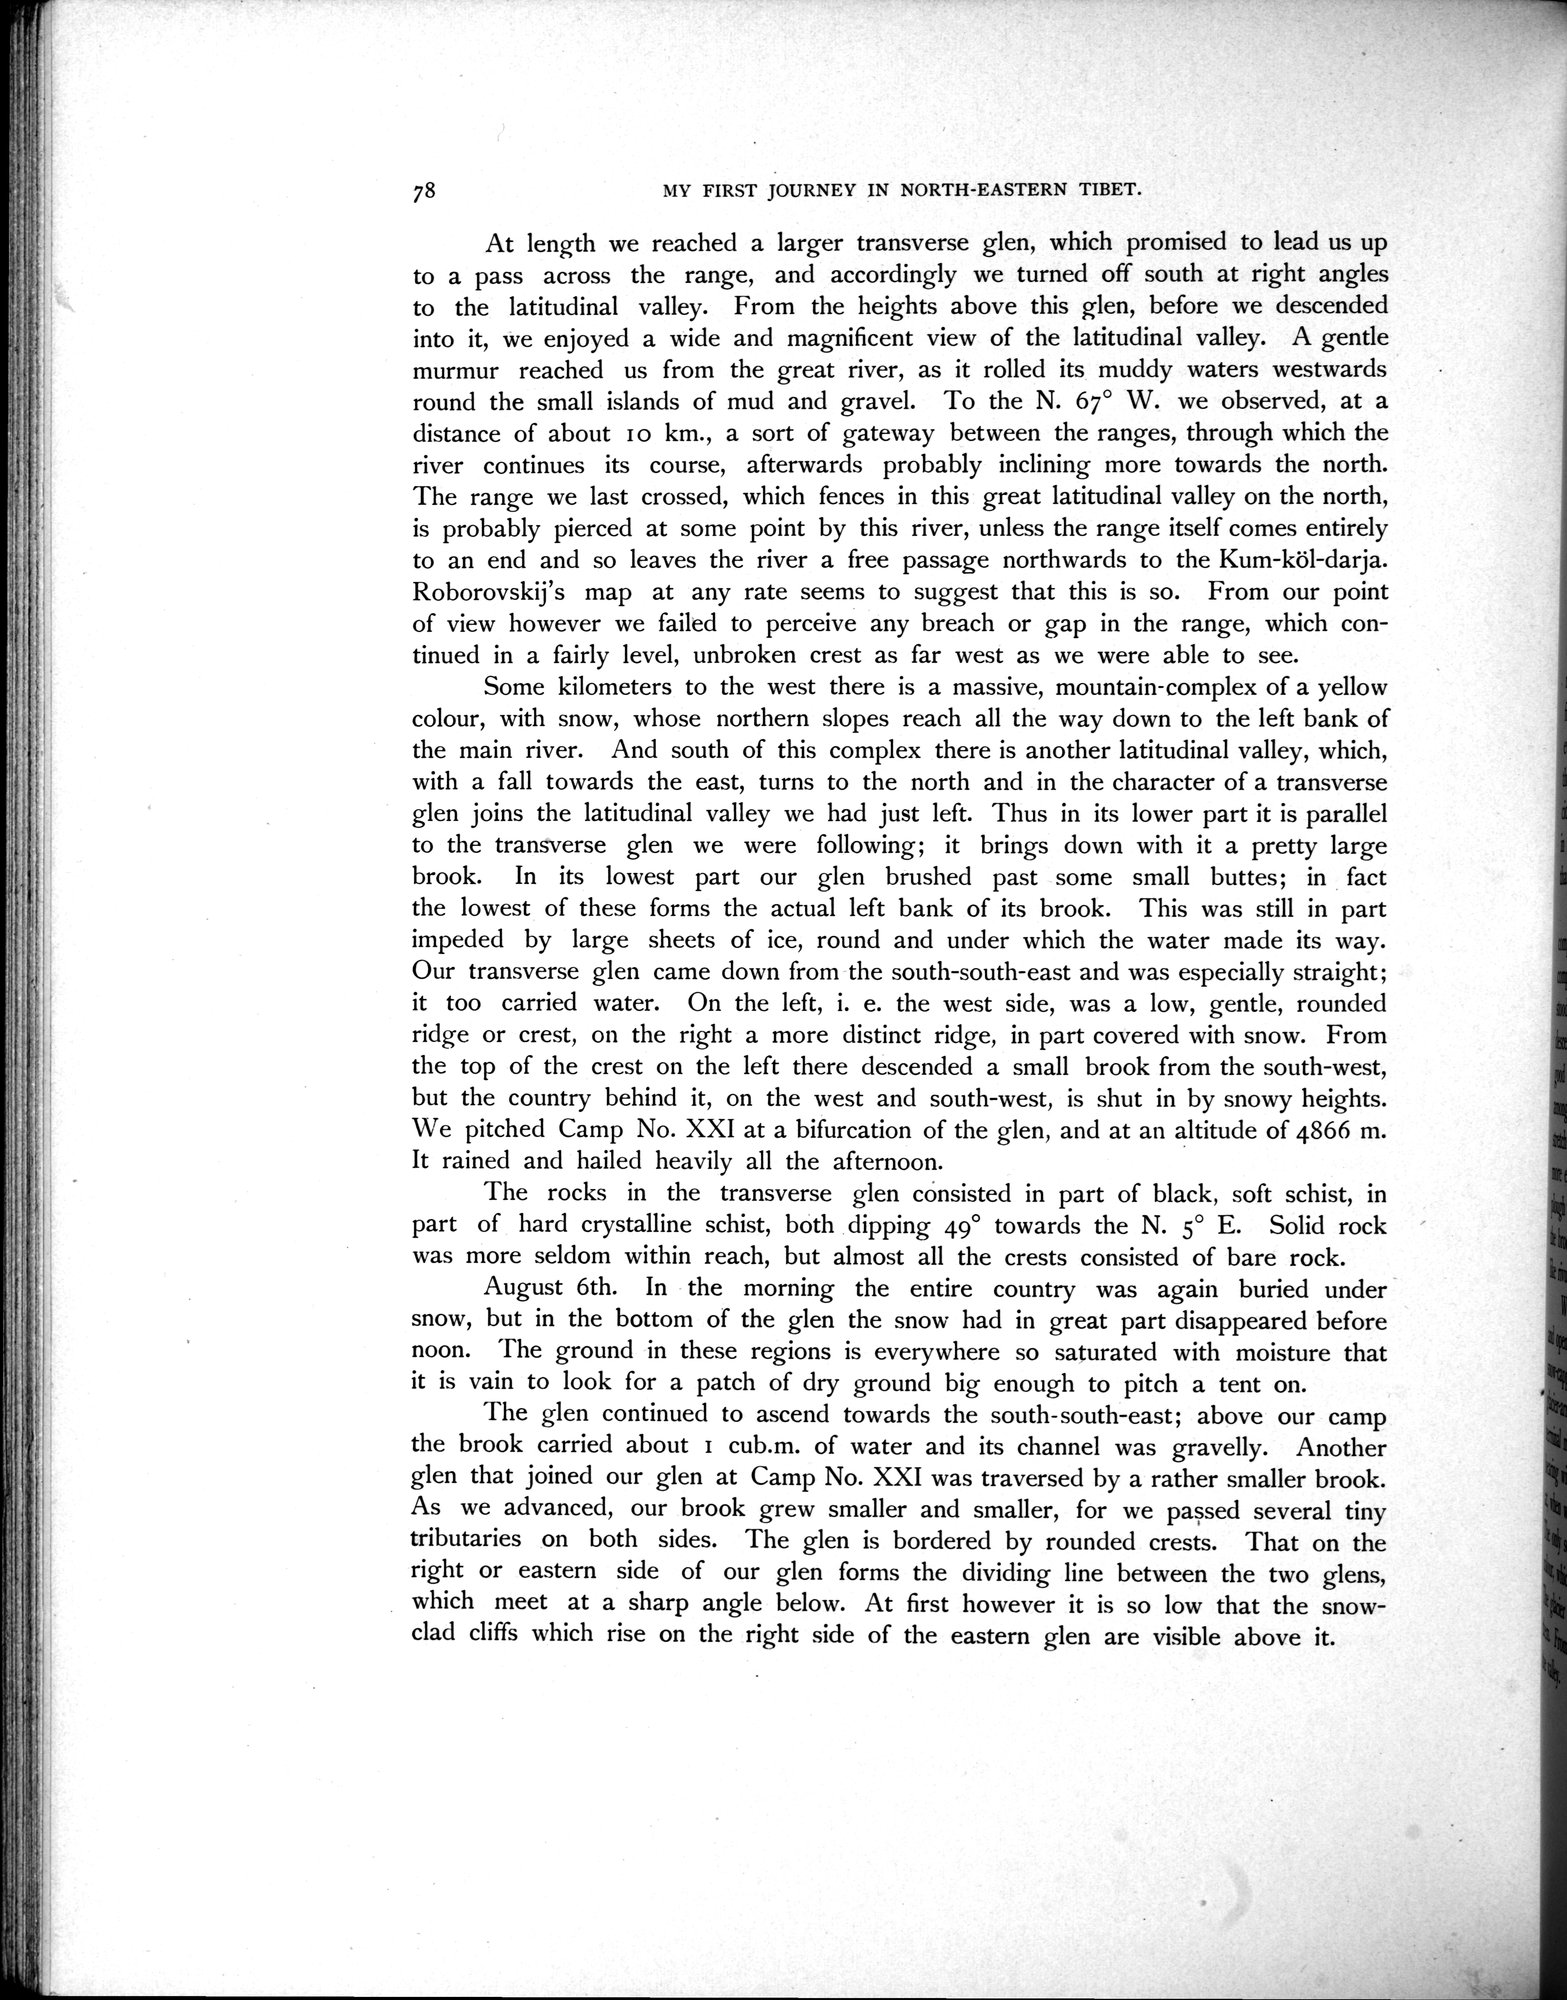 78 MY FIRST JOURNEY IN NORTH-EASTERN TIBET.
At length we reached a larger transverse glen, which promised to lead us up
to a pass across the range, and accordingly we turned off south at right angles
to the latitudinal valley. From the heights above this glen, before we descended
into it, we enjoyed a wide and magnificent view of the latitudinal valley. A gentle
murmur reached us from the great river, as it rolled its muddy waters westwards
round the small islands of mud and gravel. To the N. 67° W. we observed, at a
distance of about 10 km., a sort of gateway between the ranges, through which the
river continues its course, afterwards probably inclining more towards the north.
The range we last crossed, which fences in this great latitudinal valley on the north,
is probably pierced at some point by this river, unless the range itself comes entirely
to an end and so leaves the river a free passage northwards to the Kum-köl-darja.
Roborovskij's map at any rate seems to suggest that this is so. From our point
of view however we failed to perceive any breach or gap in the range, which con-
tinued in a fairly level, unbroken crest as far west as we were able to see.
Some kilometers to the west there is a massive, mountain-complex of a yellow
colour, with snow, whose northern slopes reach all the way down to the left bank of
the main river. And south of this complex there is another latitudinal valley, which,
with a fall towards the east, turns to the north and in the character of a transverse
glen joins the latitudinal valley we had just left. Thus in its lower part it is parallel
to the transverse glen we were following; it brings down with it a pretty large
brook. In its lowest part our glen brushed past some small buttes; in fact
the lowest of these forms the actual left bank of its brook. This was still in part
impeded by large sheets of ice, round and under which the water made its way.
Our transverse glen came down from the south-south-east and was especially straight;
it too carried water. On the left, i. e. the west side, was a low, gentle, rounded
ridge or crest, on the right a more distinct ridge, in part covered with snow. From
the top of the crest on the left there descended a small brook from the south-west,
but the country behind it, on the west and south-west, is shut in by snowy heights.
We pitched Camp No. XXI at a bifurcation of the glen, and at an altitude of 4866 m.
It rained and hailed heavily all the afternoon.
The rocks in the transverse glen consisted in part of black, soft schist, in
part of hard crystalline schist, both dipping 49° towards the N. 5° E. Solid rock
was more seldom within reach, but almost all the crests consisted of bare rock.
August 6th. In the morning the entire country was again buried under
snow, but in the bottom of the glen the snow had in great part disappeared before
noon. The ground in these regions is everywhere so saturated with moisture that
it is vain to look for a patch of dry ground big enough to pitch a tent on.
The glen continued to ascend towards the south-south-east; above our camp
the brook carried about 1 cub.m. of water and its channel was gravelly. Another
glen that joined our glen at Camp No. XXI was traversed by a rather smaller brook.
As we advanced, our brook grew smaller and smaller, for we passed several tiny
tributaries on both sides. The glen is bordered by rounded crests. That on the
right or eastern side of our glen forms the dividing line between the two glens,
which meet at a sharp angle below. At first however it is so low that the snow-
clad cliffs which rise on the right side of the eastern glen are visible above it.